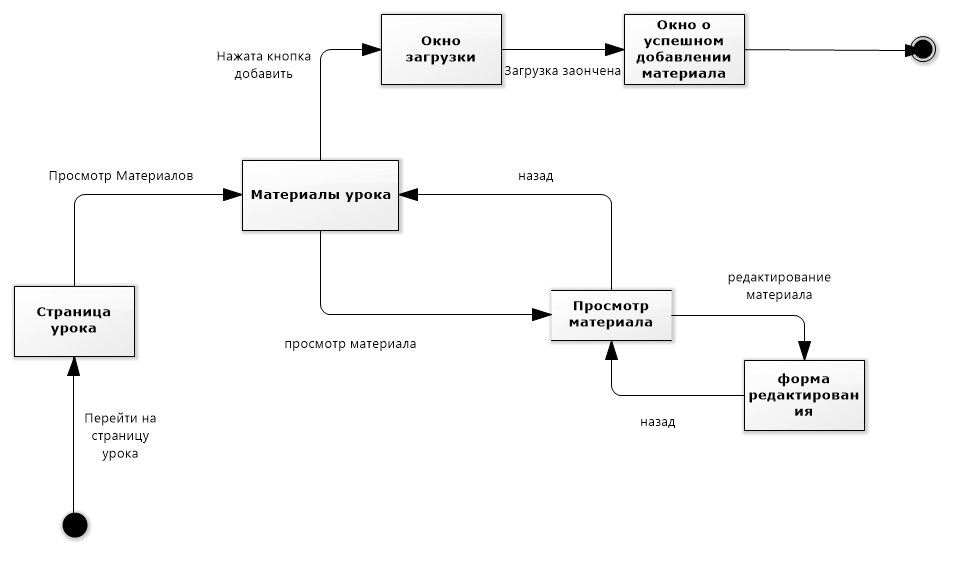 Окно
загрузки
Окно о
успешном
добавлении
материала
Нажата кнопка
добавить
Загрузка заончена
Просмотр Материалов
Материалы урока
назад
Страница
урока
просмотр материала
Просмотр
материала
редактирование
материала
форма
редактирован
ия
назад
Перейти на
страницу
урока